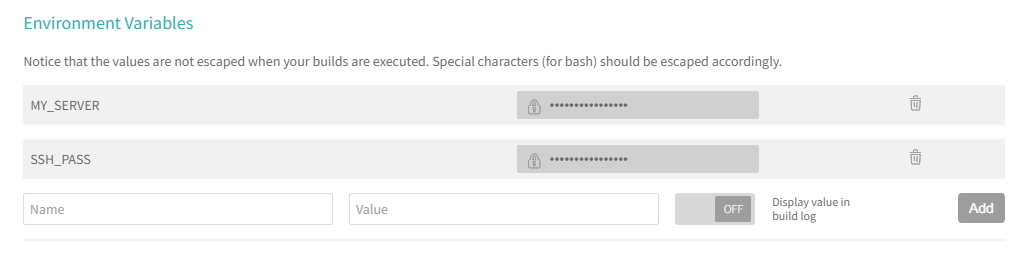 Environment Variables
Notice that the values are not escaped when your builds are executed. Special characters (for bash) should be escaped accordingly.
MY_SERVER ••••••••••••••••
SSH_PASS ••••••••••••••••
Name Value OFF Display value in
build log
Add